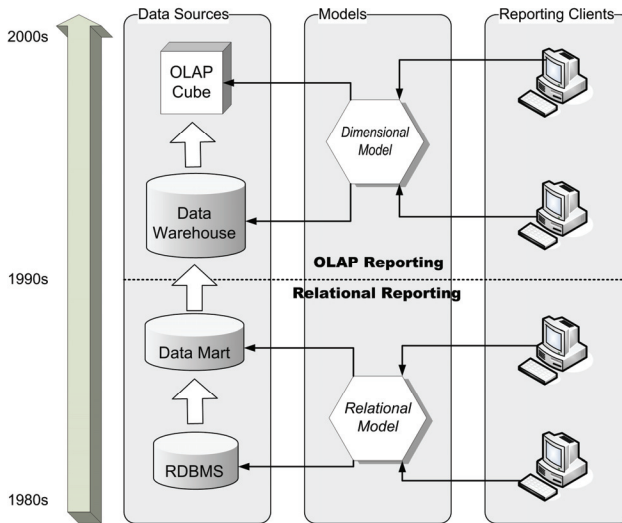 2000s
Data Sources
Models
Reporting Clients
OLAP
Cube
Dimensional
Model
Data
Warehouse
OLAP Reporting
1990s
Relational Reporting
Data Mart
Relational
Model
RDBMS
1980s